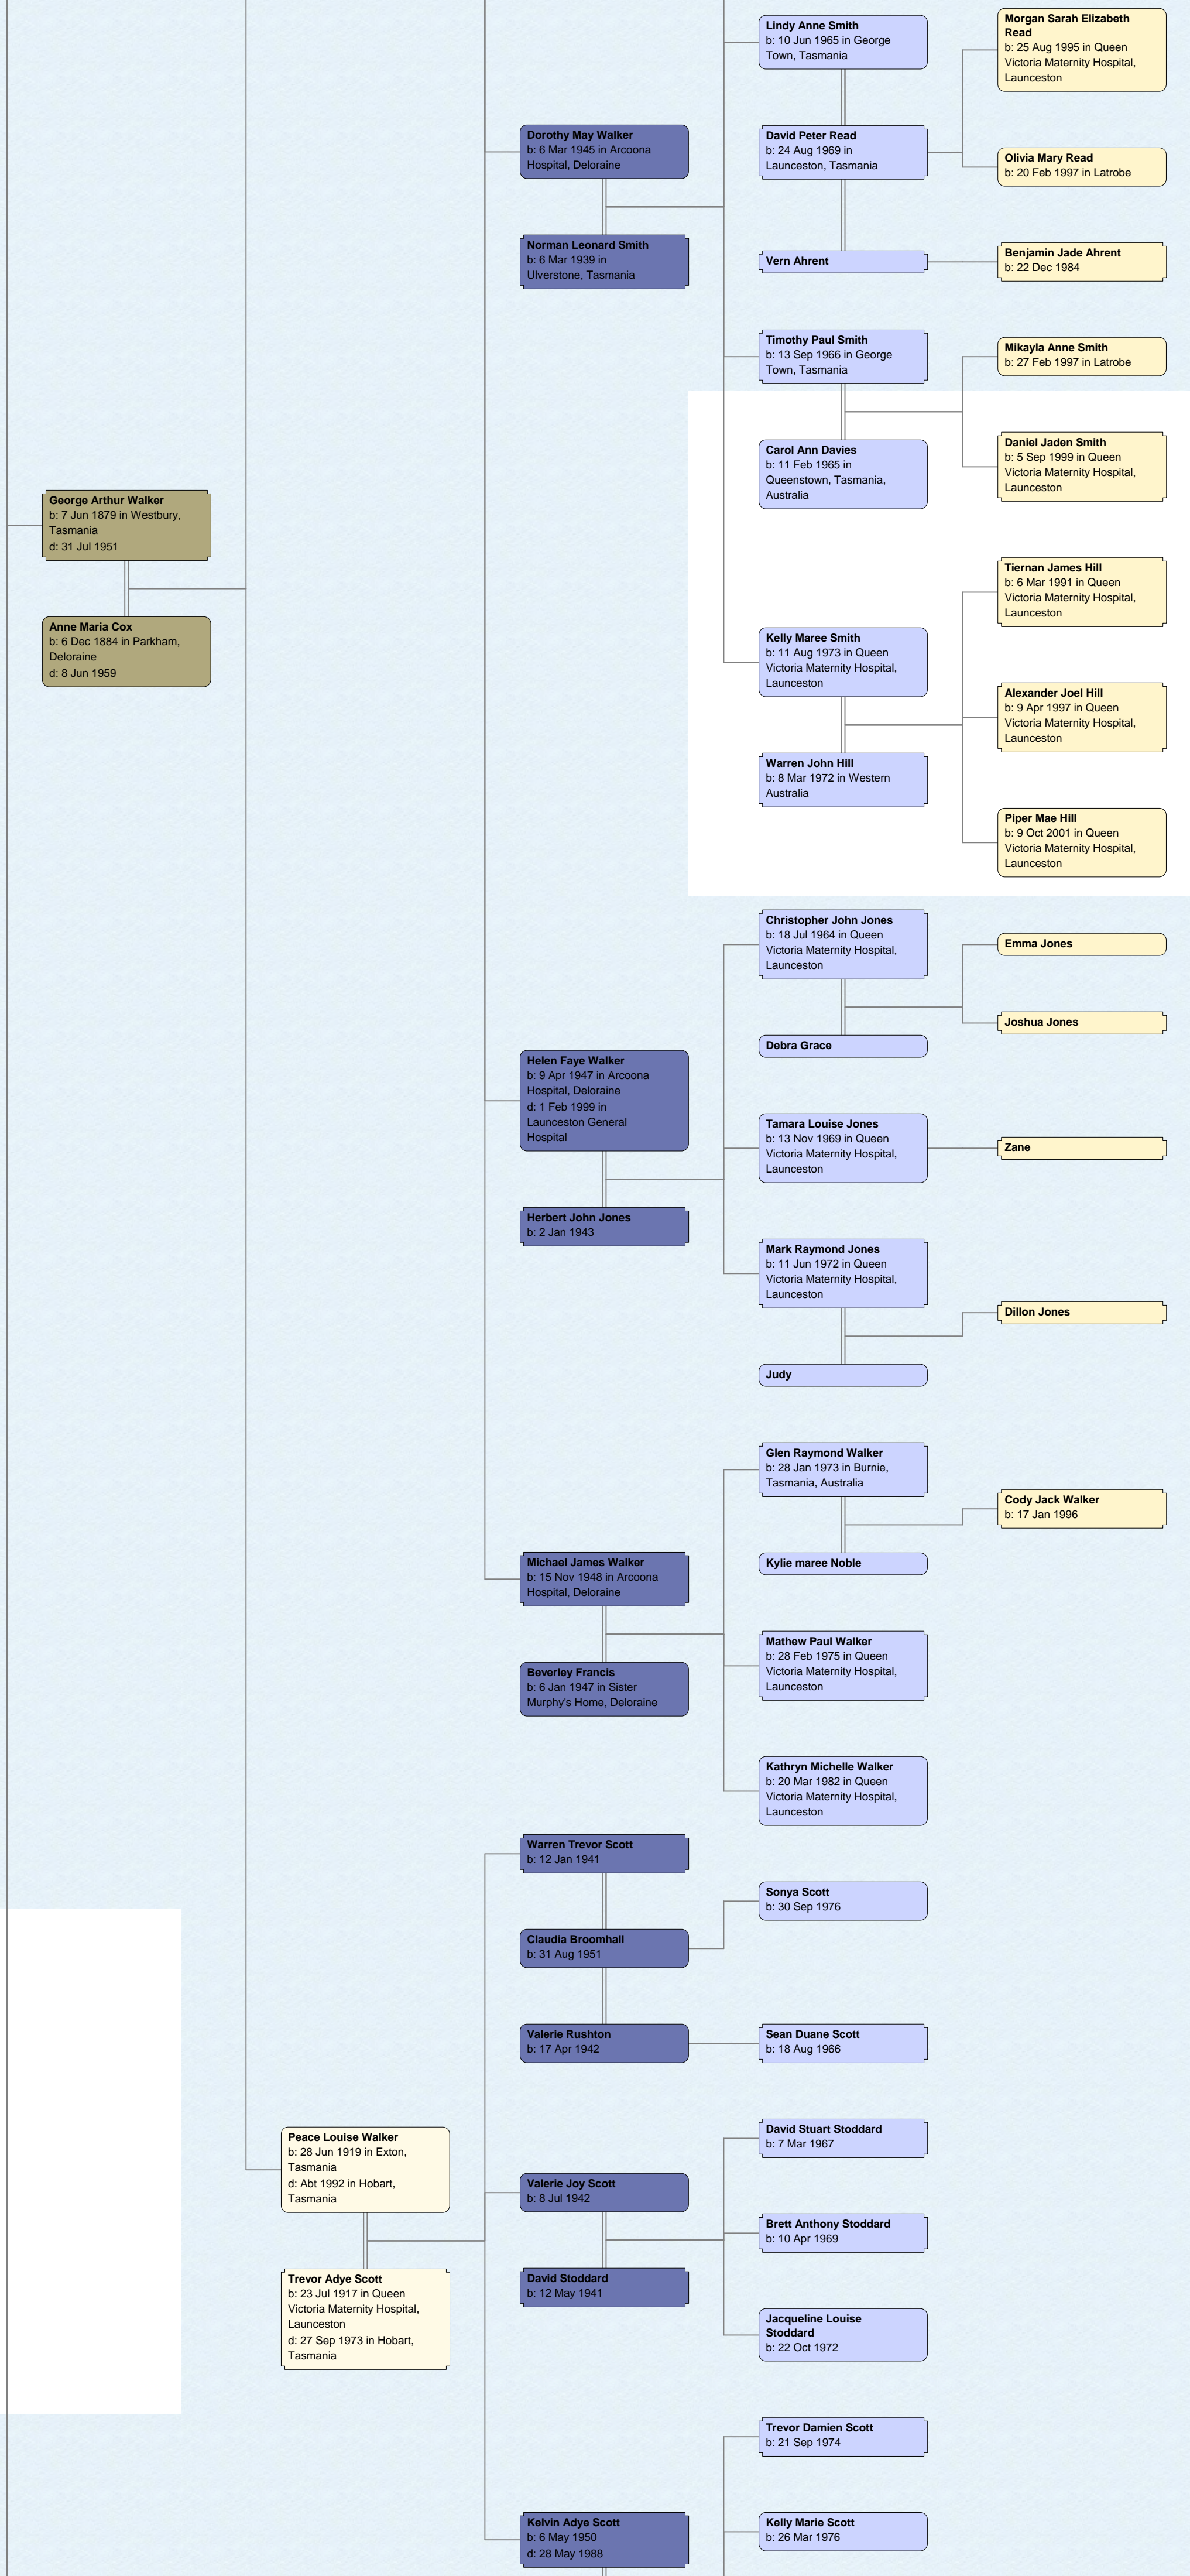 George Arthur Walker
b: 7 Jun 1879 in Westbury,
Tasmania
d: 31 Jul 1951
Anne Maria Cox
b: 6 Dec 1884 in Parkham,
Deloraine
d: 8 Jun 1959
Peace Louise Walker
b: 28 Jun 1919 in Exton,
Tasmania
d: Abt 1992 in Hobart,
Tasmania
Trevor Adye Scott
b: 23 Jul 1917 in Queen
Victoria Maternity Hospital,
Launceston
d: 27 Sep 1973 in Hobart,
Tasmania
Dorothy May Walker
b: 6 Mar 1945 in Arcoona
Hospital, Deloraine
Norman Leonard Smith
b: 6 Mar 1939 in
Ulverstone, Tasmania
Helen Faye Walker
b: 9 Apr 1947 in Arcoona
Hospital, Deloraine
d: 1 Feb 1999 in
Launceston General
Hospital
Herbert John Jones
b: 2 Jan 1943
Michael James Walker
b: 15 Nov 1948 in Arcoona
Hospital, Deloraine
Beverley Francis
b: 6 Jan 1947 in Sister
Murphy's Home, Deloraine
Warren Trevor Scott
b: 12 Jan 1941
Claudia Broomhall
b: 31 Aug 1951
Valerie Rushton
b: 17 Apr 1942
Valerie Joy Scott
b: 8 Jul 1942
David Stoddard
b: 12 May 1941
Kelvin Adye Scott
b: 6 May 1950
d: 28 May 1988
Lindy Anne Smith
b: 10 Jun 1965 in George
Town, Tasmania
David Peter Read
b: 24 Aug 1969 in
Launceston, Tasmania
Vern Ahrent
Timothy Paul Smith
b: 13 Sep 1966 in George
Town, Tasmania
Carol Ann Davies
b: 11 Feb 1965 in
Queenstown, Tasmania,
Australia
Kelly Maree Smith
b: 11 Aug 1973 in Queen
Victoria Maternity Hospital,
Launceston
Warren John Hill
b: 8 Mar 1972 in Western
Australia
Christopher John Jones
b: 18 Jul 1964 in Queen
Victoria Maternity Hospital,
Launceston
Debra Grace
Tamara Louise Jones
b: 13 Nov 1969 in Queen
Victoria Maternity Hospital,
Launceston
Mark Raymond Jones
b: 11 Jun 1972 in Queen
Victoria Maternity Hospital,
Launceston
Judy
Glen Raymond Walker
b: 28 Jan 1973 in Burnie,
Tasmania, Australia
Kylie maree Noble
Mathew Paul Walker
b: 28 Feb 1975 in Queen
Victoria Maternity Hospital,
Launceston
Kathryn Michelle Walker
b: 20 Mar 1982 in Queen
Victoria Maternity Hospital,
Launceston
Sonya Scott
b: 30 Sep 1976
Sean Duane Scott
b: 18 Aug 1966
David Stuart Stoddard
b: 7 Mar 1967
Brett Anthony Stoddard
b: 10 Apr 1969
Jacqueline Louise
Stoddard
b: 22 Oct 1972
Trevor Damien Scott
b: 21 Sep 1974
Kelly Marie Scott
b: 26 Mar 1976
Morgan Sarah Elizabeth
Read
b: 25 Aug 1995 in Queen
Victoria Maternity Hospital,
Launceston
Olivia Mary Read
b: 20 Feb 1997 in Latrobe
Benjamin Jade Ahrent
b: 22 Dec 1984
Mikayla Anne Smith
b: 27 Feb 1997 in Latrobe
Daniel Jaden Smith
b: 5 Sep 1999 in Queen
Victoria Maternity Hospital,
Launceston
Tiernan James Hill
b: 6 Mar 1991 in Queen
Victoria Maternity Hospital,
Launceston
Alexander Joel Hill
b: 9 Apr 1997 in Queen
Victoria Maternity Hospital,
Launceston
Piper Mae Hill
b: 9 Oct 2001 in Queen
Victoria Maternity Hospital,
Launceston
Emma Jones
Joshua Jones
Zane
Dillon Jones
Cody Jack Walker
b: 17 Jan 1996